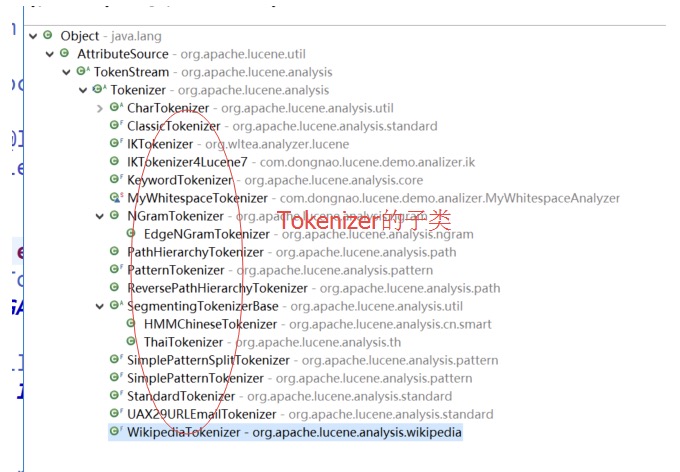 Object - java.lang
AttributeSource - org.apache.lucene.util
TokenStream - org.apache.lucene.analysis
Tokenizer - org.apache.lucene.analysis
CharTokenizer - org.apache.lucene.analysis.util
ClassicTokenizer - org.apache.lucene.analysis.standard
IKTokenizer - org.wltea.analyzer.lucene
IKTokenizer4Lucene7 - com.dongnao.lucene.demo.analizer.ik
KeywordTokenizer - org.apache.lucene.analysis.core
MyWhitespaceTokenizer - com.dongnao.lucene.demo.analizer.MyWhitespaceAnalyzer
NGramTokenizer - org.apache.lucene.analysis.ngram
Tokenizer的子类
EdgeNGramTokenizer - org.apache.lucene.analysis.ngram
PathHierarchyTokenizer - org.apache.lucene.analysis.path
PatternTokenizer - org.apache.lucene.analysis.pattern
ReversePathHierarchyTokenizer - org.apache.lucene.analysis.path
SegmentingTokenizerBase - org.apache.lucene.analysis.util
HMMChineseTokenizer - org.apache.lucene.analysis.cn.smart
ThaiTokenizer - org.apache.lucene.analysis.th
SimplePatternSplitTokenizer - org.apache.lucene.analysis.pattern
SimplePatternTokenizer - org.apache.lucene.analysis.pattern
StandardTokenizer - org.apache.lucene.analysis.standard
UAX29URLEmailTokenizer - org.apache.lucene.analysis.standard
WikipediaTokenizer - org.apache.lucene.analysis.wikipedia